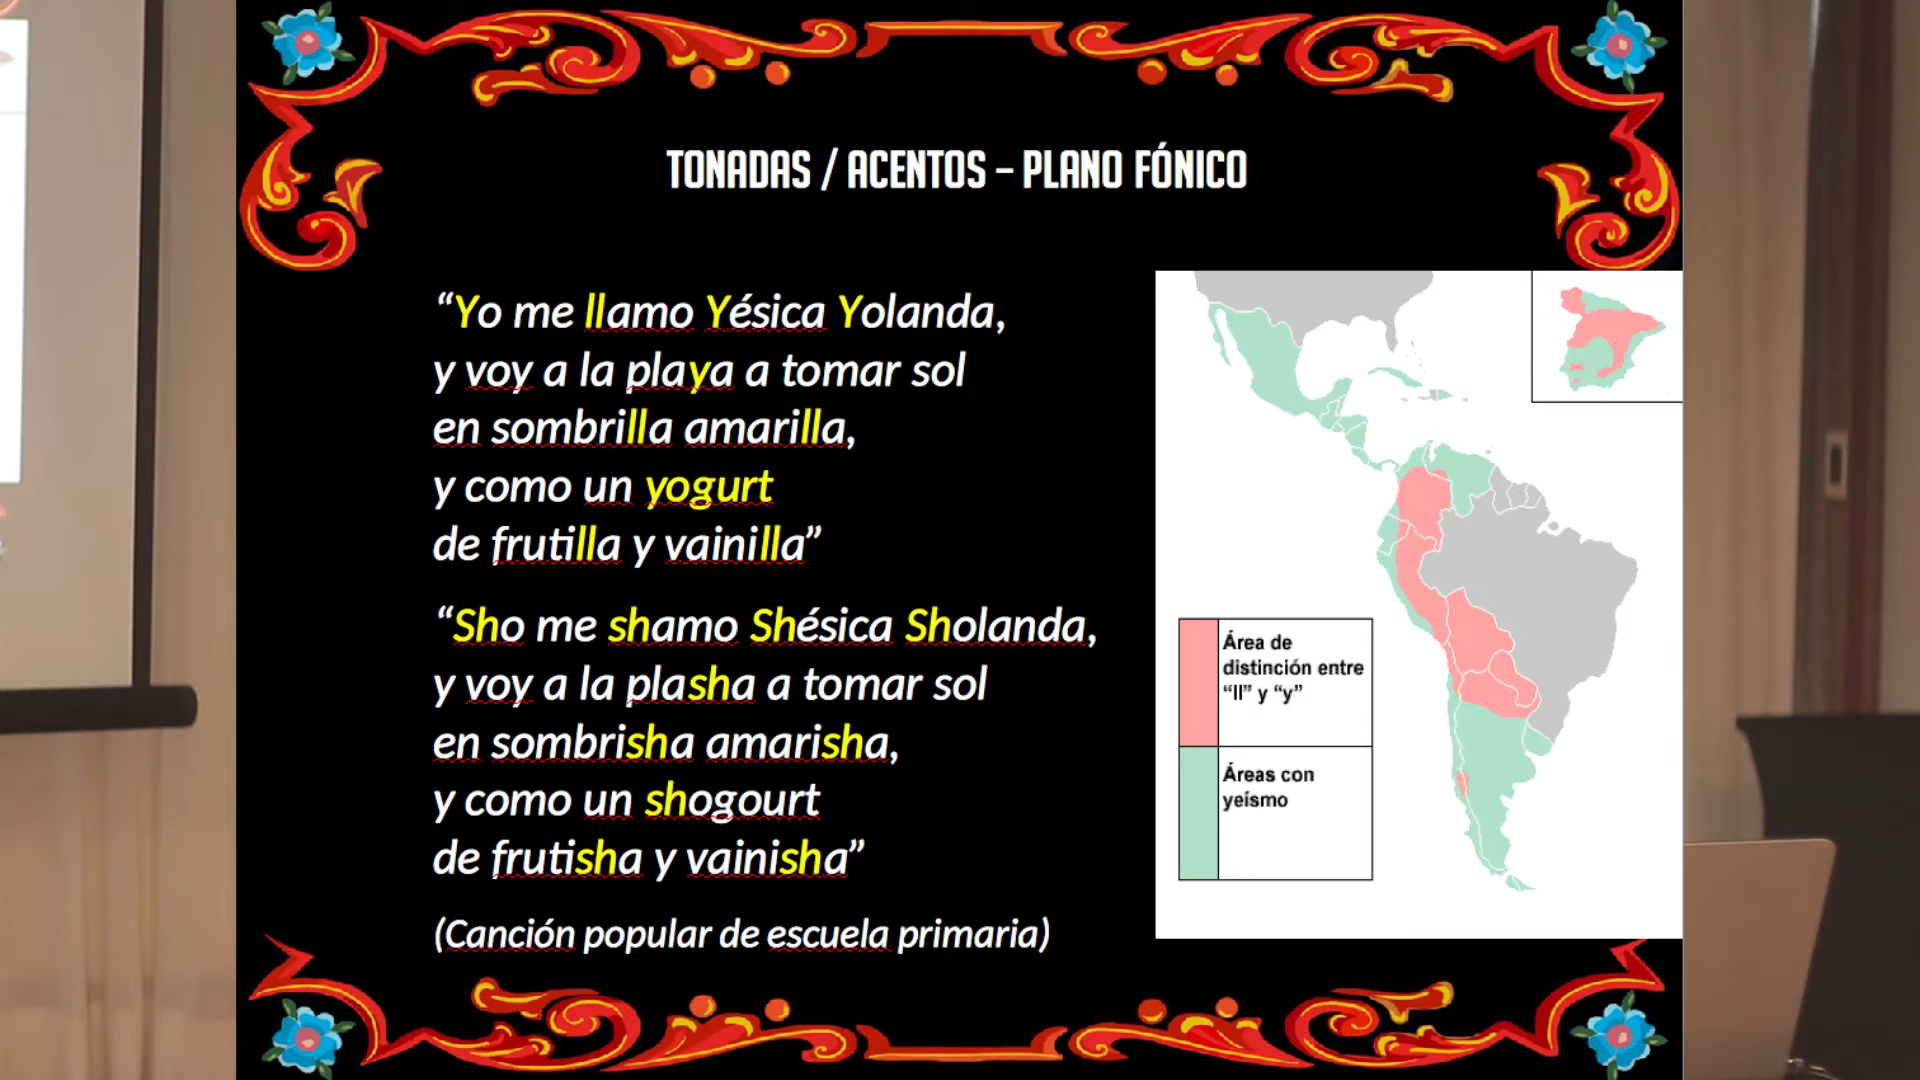 TONADAS / ACENTOS – PLANO FÓNICO
“Yo me llamo Yésica Yolanda,
y voy a la playa a tomar sol
en sombrilla amarilla,
y como un yogurt
de frutilla y vainilla”
“Sho me shamo Shésica Sholanda,
y voy a la plasha a tomar sol
en sombrisha amarisha,
y como un shogourt
de frutisha y vainisha”
(Canción popular de escuela primaria)
Área de
distinción entre
“ll” y “y”
Áreas con
yeísmo